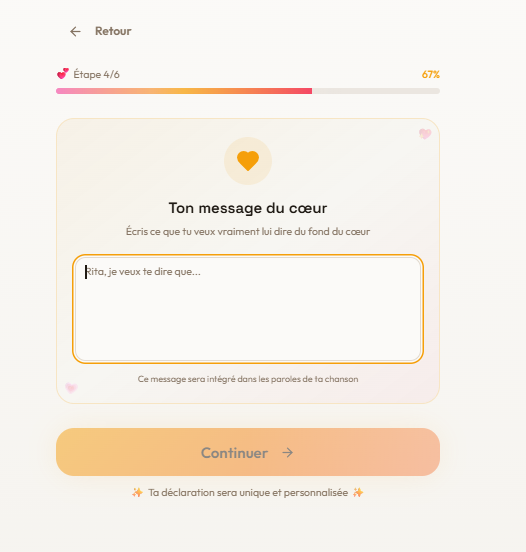 Retour
Étape 4/6
67%
Ton message du cœur
Écris ce que tu veux vraiment lui dire du fond du cœur
Rita, je veux te dire que...
Ce message sera intégré dans les paroles de ta chanson
Continuer
Ta déclaration sera unique et personnalisée